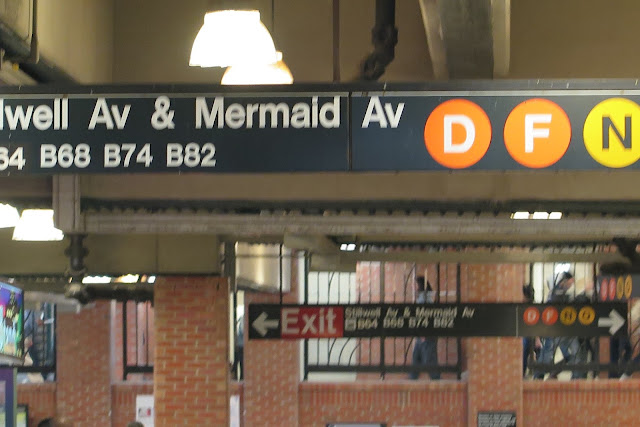 lwell Av & Mermaid Av D F N
64 B68 B74 B82
Exit Stillwell Av & Mermaid Av D F N Q
B64 B68 B74 B82